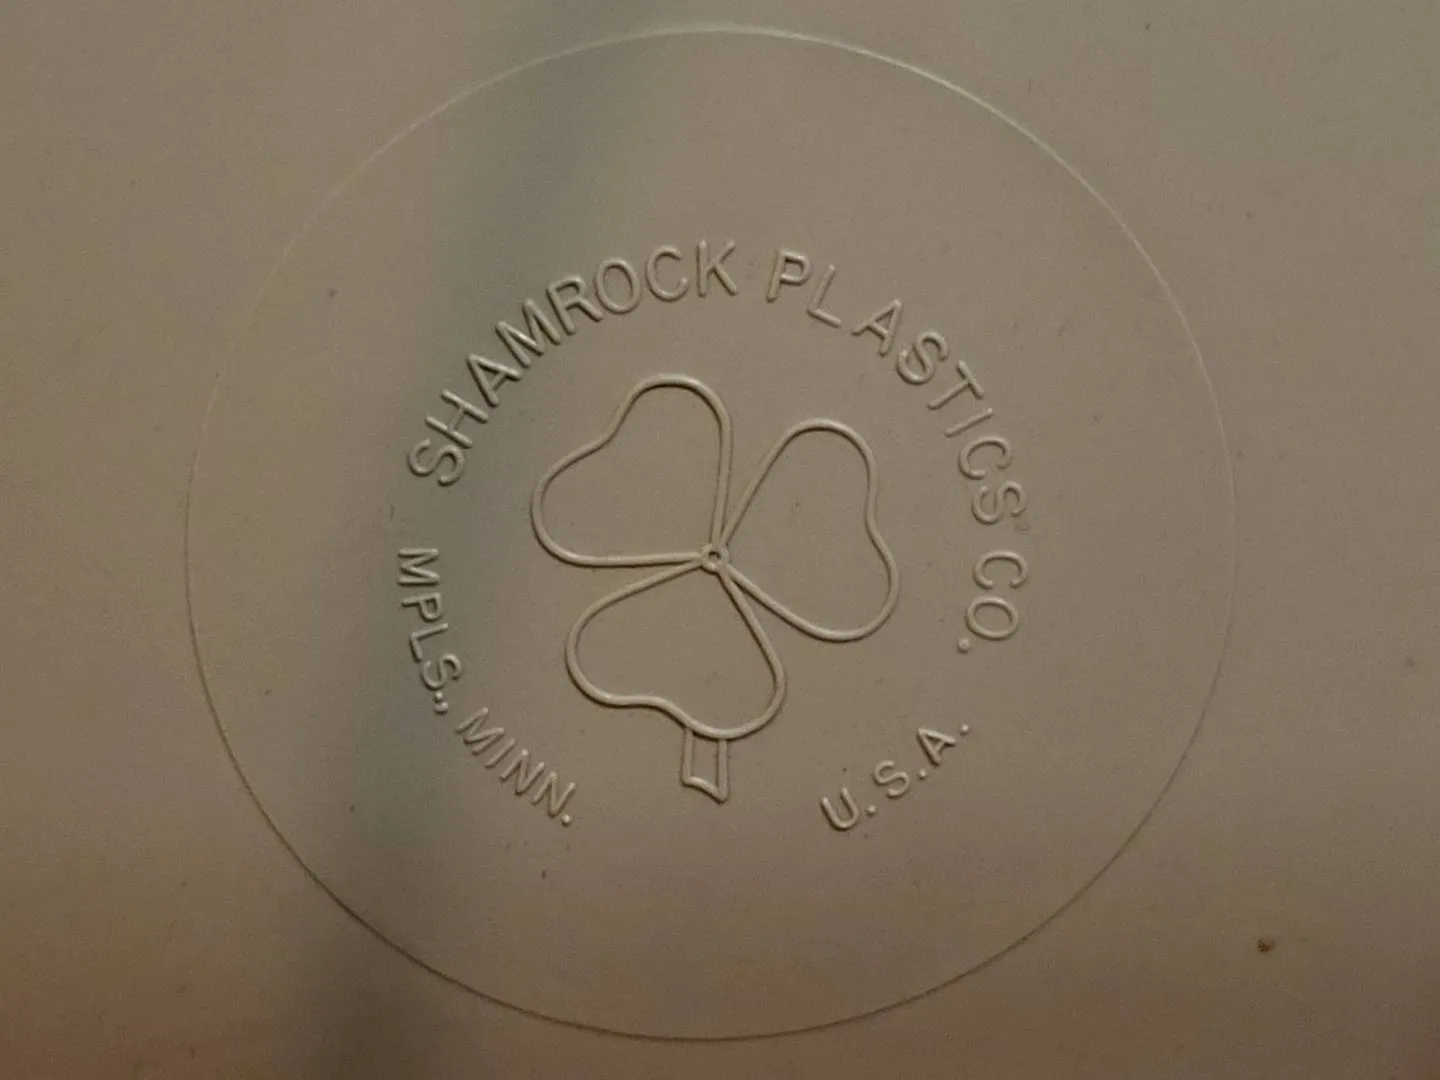 SHAMROCK PLASTICS CO.
MPLS., MINN.
U.S.A.